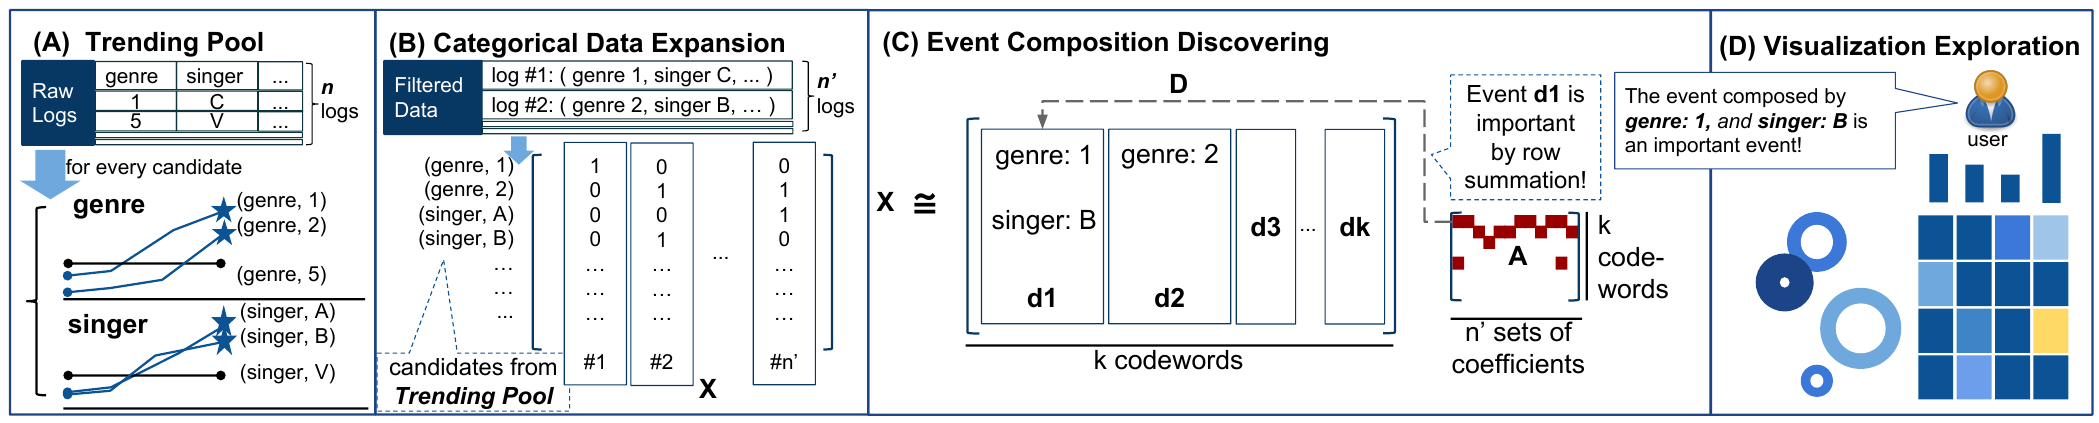 (A) Trending Pool
Raw
Logs
genre singer ...
1 C ...
5 V ...
n
logs
for every candidate
genre
(genre, 1)
(genre, 2)
(genre, 5)
singer
(singer, A)
(singer, B)
(singer, V)
(B) Categorical Data Expansion
Filtered
Data
log #1: ( genre 1, singer C, ... )
log #2: ( genre 2, singer B, ... )
n’
logs
(genre, 1) 1 0 0
(genre, 2) 0 1 1
(singer, A) 0 0 1
(singer, B) 0 1 0
...
... ... ... ...
... ... ... ...
... ... ... ...
#1 #2 #n’
candidates from
Trending Pool
X
(C) Event Composition Discovering
D
X ≅
genre: 1
singer: B
d1
genre: 2
d2
d3
...
dk
k codewords
Event d1 is
important
by row
summation!
A
k
code-
words
n’ sets of
coefficients
(D) Visualization Exploration
The event composed by
genre: 1, and singer: B is
an important event!
user